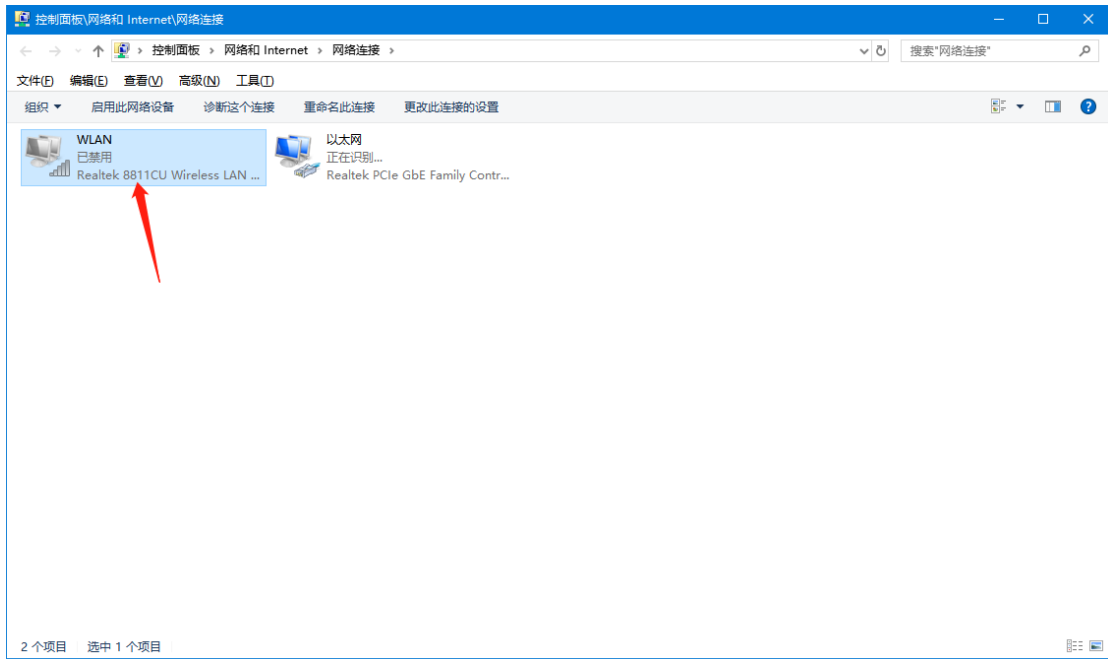 控制面板\网络和 Internet\网络连接
控制面板 › 网络和 Internet › 网络连接 ›
搜索"网络连接"
文件(F) 编辑(E) 查看(V) 高级(N) 工具(T)
组织 启用此网络设备 诊断这个连接 重命名此连接 更改此连接的设置
WLAN
已禁用
Realtek 8811CU Wireless LAN ...
以太网
正在识别...
Realtek PCIe GbE Family Contr...
2 个项目 选中 1 个项目